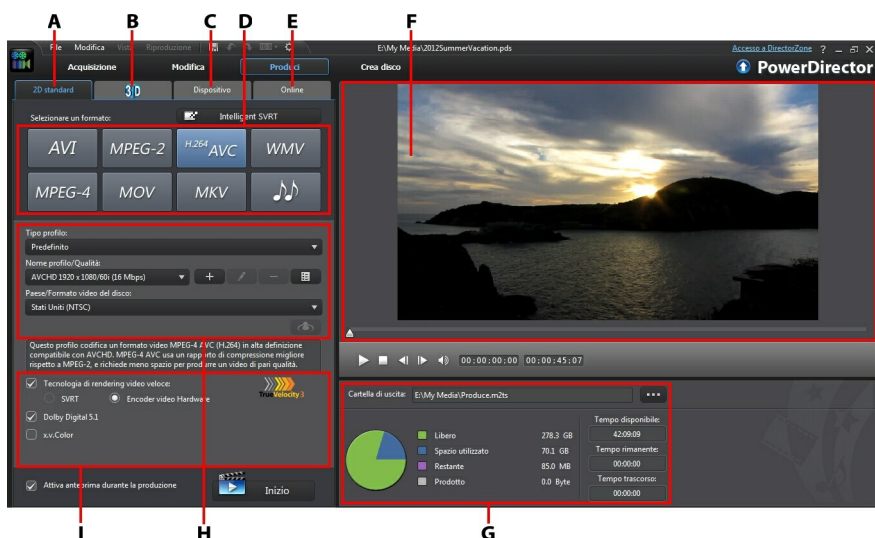 A B C D E F
File Modifica Vista Riproduzione E:\My Media\2012SummerVacation.pds Accesso a DirectorZone ?
Acquisizione Modifica Produci Crea disco PowerDirector
2D standard 3D Dispositivo Online
Selezionare un formato: Intelligent SVRT
AVI MPEG-2 H.264 AVC WMV
MPEG-4 MOV MKV
Tipo profilo:
Predefinito
Nome profilo/Qualità:
AVCHD 1920 x 1080/60i (16 Mbps)
Paese/Formato video del disco:
Stati Uniti (NTSC)
Questo profilo codifica un formato video MPEG-4 AVC (H.264) in alta definizione
compatibile con AVCHD. MPEG-4 AVC usa un rapporto di compressione migliore
rispetto a MPEG-2, e richiede meno spazio per produrre un video di pari qualità.
Tecnologia di rendering video veloce:
SVRT Encoder video Hardware TrueVelocity 3
Dolby Digital 5.1
x.v.Color
Attiva anteprima durante la produzione Inizio
00:00:00:00 00:00:45:07
Cartella di uscita: E:\My Media\Produce.m2ts ...
Libero 278.3 GB
Spazio utilizzato 70.1 GB
Restante 85.0 MB
Prodotto 0.0 Byte
Tempo disponibile:
42:09:09
Tempo rimanente:
00:00:00
Tempo trascorso:
00:00:00
I H G